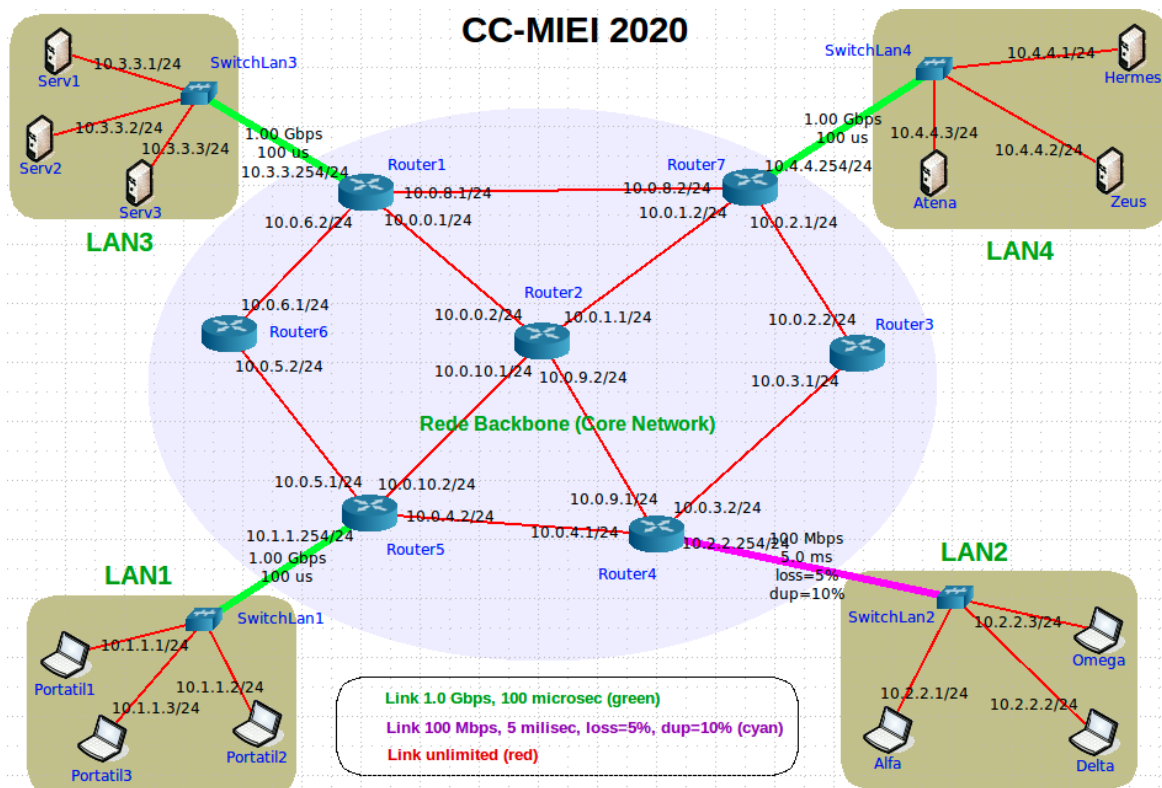 CC-MIEI 2020
10.3.3.1/24
SwitchLan3
Serv1
10.3.3.2/24
10.3.3.3/24
Serv2
Serv3
LAN3
1.00 Gbps
100 us
10.3.3.254/24
Router1
10.0.8.1/24
10.0.6.2/24
10.0.0.1/24
SwitchLan4
10.4.4.1/24
Hermes
10.4.4.3/24
10.4.4.2/24
Atena
Zeus
LAN4
1.00 Gbps
100 us
10.4.4.254/24
Router7
10.0.8.2/24
10.0.1.2/24
10.0.2.1/24
10.0.6.1/24
Router6
10.0.5.2/24
Router2
10.0.0.2/24
10.0.1.1/24
10.0.10.1/24
10.0.9.2/24
10.0.2.2/24
Router3
10.0.3.1/24
Rede Backbone (Core Network)
10.0.5.1/24
10.0.10.2/24
10.0.4.2/24
10.1.1.254/24
Router5
1.00 Gbps
100 us
10.0.9.1/24
10.0.3.2/24
10.0.4.1/24
10.2.2.254/24
Router4
100 Mbps
5.0 ms
loss=5%
dup=10%
LAN1
SwitchLan1
10.1.1.1/24
Portatil1
10.1.1.2/24
10.1.1.3/24
Portatil2
Portatil3
LAN2
SwitchLan2
10.2.2.3/24
Omega
10.2.2.1/24
10.2.2.2/24
Alfa
Delta
Link 1.0 Gbps, 100 microsec (green)
Link 100 Mbps, 5 milisec, loss=5%, dup=10% (cyan)
Link unlimited (red)